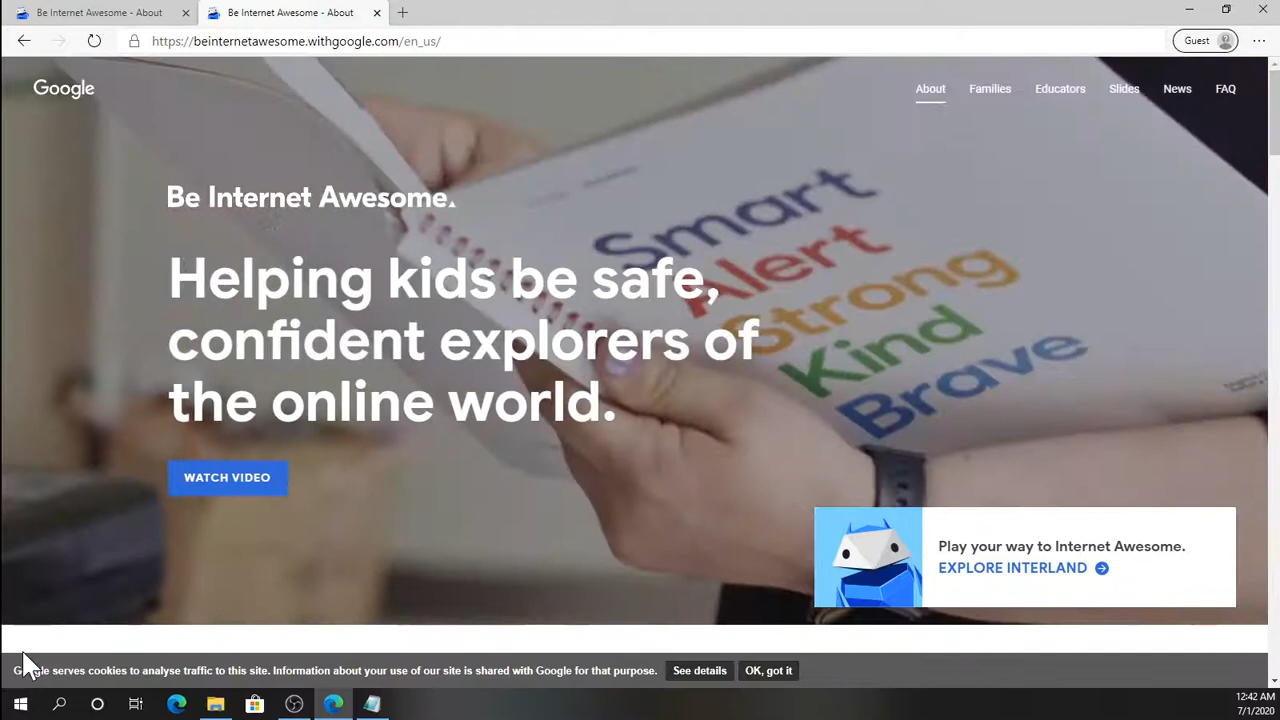 Be Internet Awesome - About
Be Internet Awesome - About
https://beinternetawesome.withgoogle.com/en_us/
Guest
Google
About
Families
Educators
Slides
News
FAQ
Be Internet Awesome.
Helping kids be safe,
confident explorers of
the online world.
WATCH VIDEO
Smart
Alert
Strong
Kind
Brave
Play your way to Internet Awesome.
EXPLORE INTERLAND
Google serves cookies to analyse traffic to this site. Information about your use of our site is shared with Google for that purpose.
See details
OK, got it
12:42 AM
7/1/2020